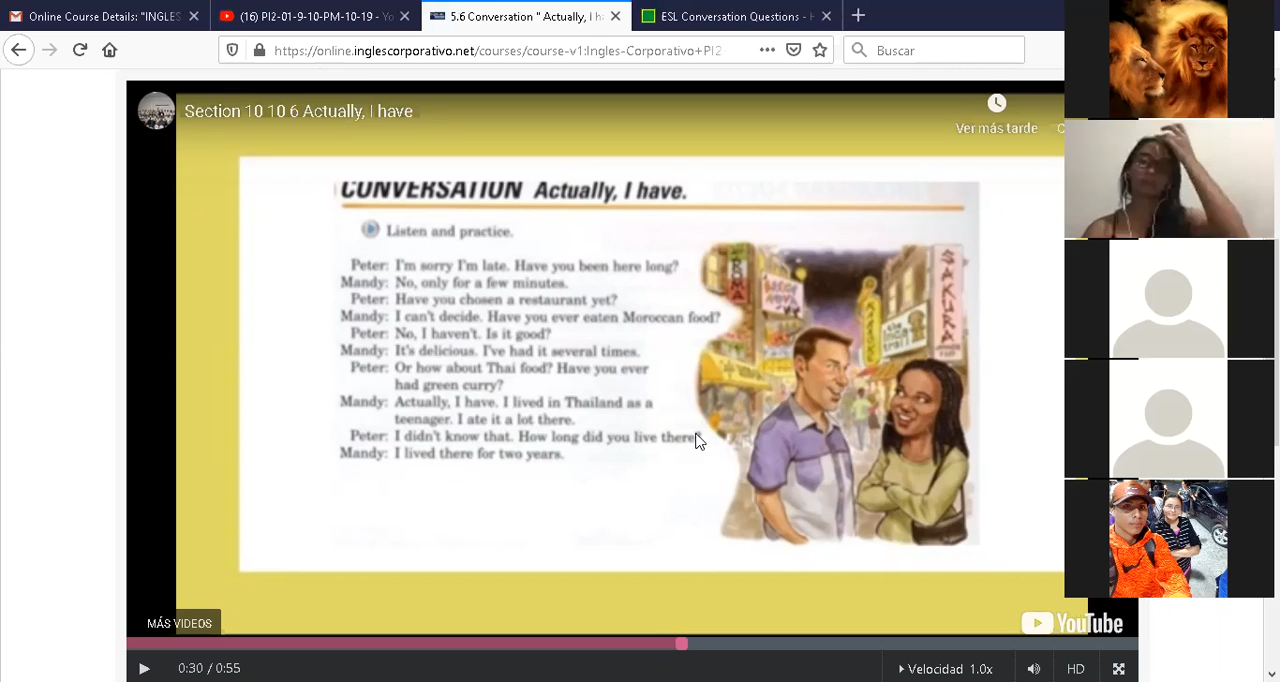 Online Course Details: "INGLES
(16) PI2-01-9-10-PM-10-19 - Yo
5.6 Conversation " Actually, I ha
ESL Conversation Questions - H
https://online.inglescorporativo.net/courses/course-v1:Ingles-Corporativo+PI2
Buscar
Section 10 10 6 Actually, I have
Ver más tarde
CONVERSATION Actually, I have.
Listen and practice.
Peter: I'm sorry I'm late. Have you been here long?
Mandy: No, only for a few minutes.
Peter: Have you chosen a restaurant yet?
Mandy: I can't decide. Have you ever eaten Moroccan food?
Peter: No, I haven't. Is it good?
Mandy: It's delicious. I've had it several times.
Peter: Or how about Thai food? Have you ever
had green curry?
Mandy: Actually, I have. I lived in Thailand as a
teenager. I ate it a lot there.
Peter: I didn't know that. How long did you live there
Mandy: I lived there for two years.
SAKURA
MÁS VIDEOS
YouTube
0:30 / 0:55
Velocidad 1.0x
HD